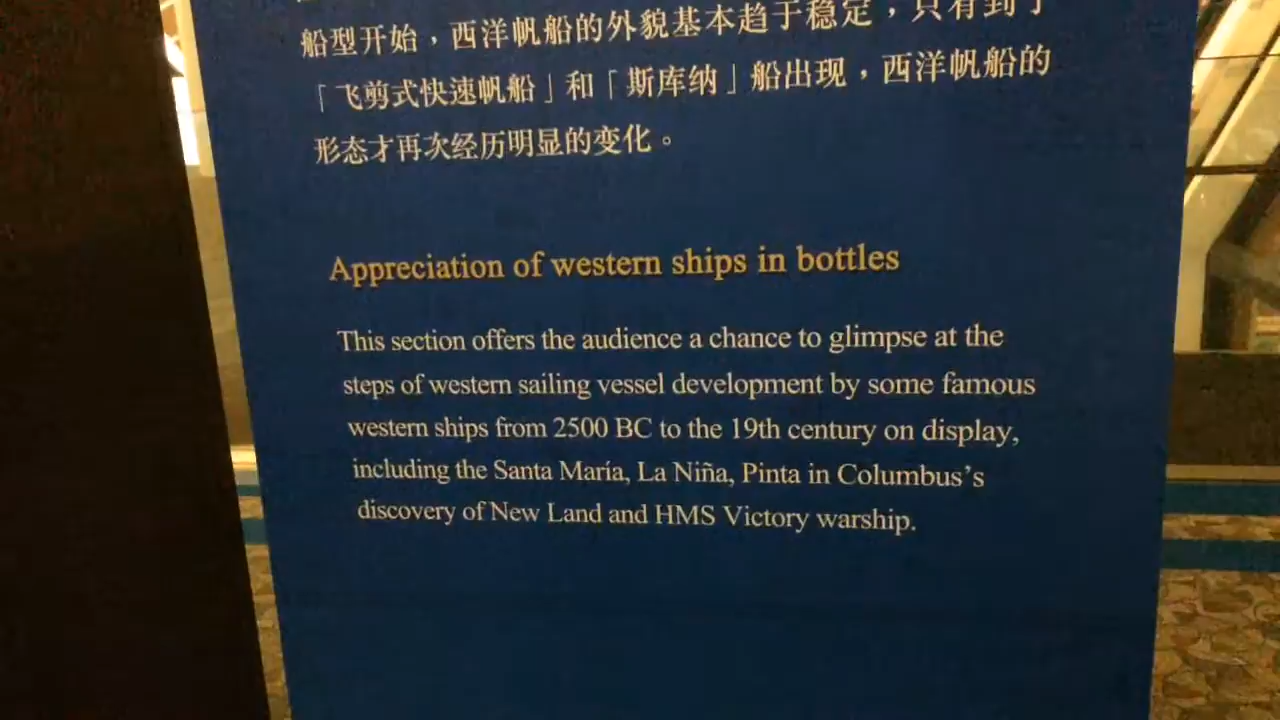 船型开始，西洋帆船的外貌基本趋于稳定，只有到了
「飞剪式快速帆船」和「斯库纳」船出现，西洋帆船的
形态才再次经历明显的变化。
Appreciation of western ships in bottles
This section offers the audience a chance to glimpse at the
steps of western sailing vessel development by some famous
western ships from 2500 BC to the 19th century on display,
including the Santa María, La Niña, Pinta in Columbus’s
discovery of New Land and HMS Victory warship.